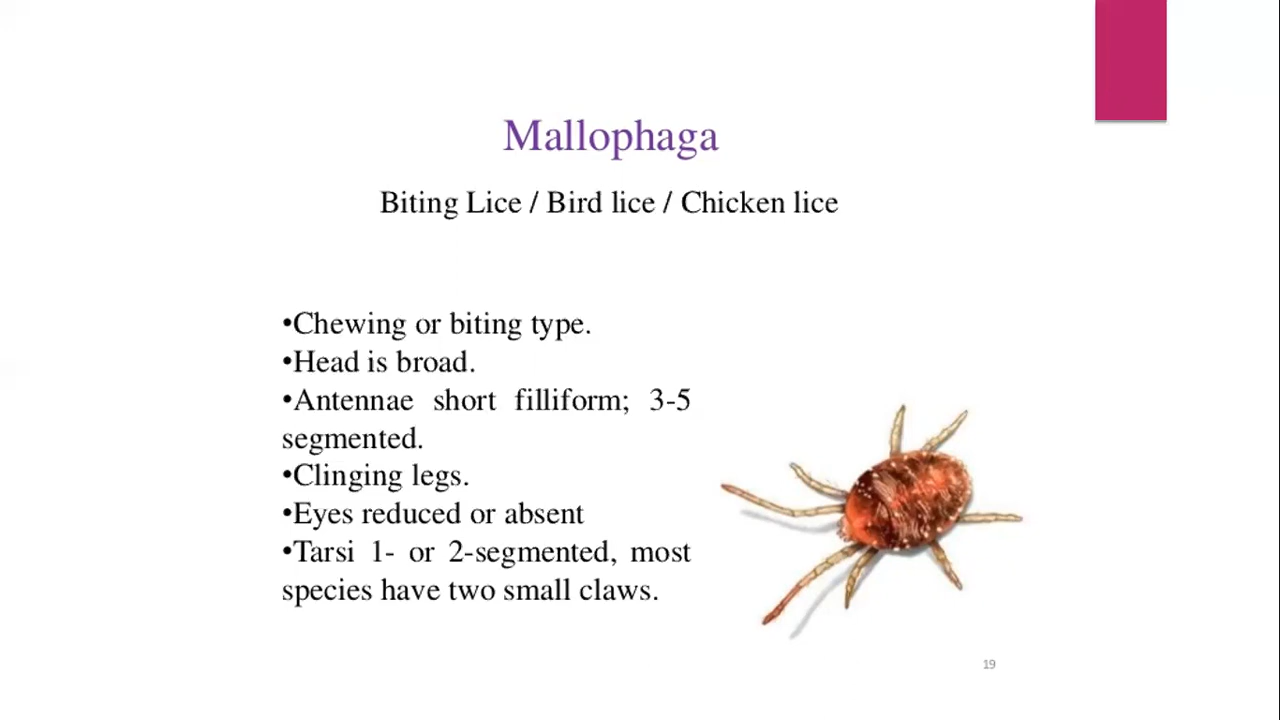 Mallophaga
Biting Lice / Bird lice / Chicken lice
•Chewing or biting type.
•Head is broad.
•Antennae short filliform; 3-5
segmented.
•Clinging legs.
•Eyes reduced or absent
•Tarsi 1- or 2-segmented, most
species have two small claws.
19